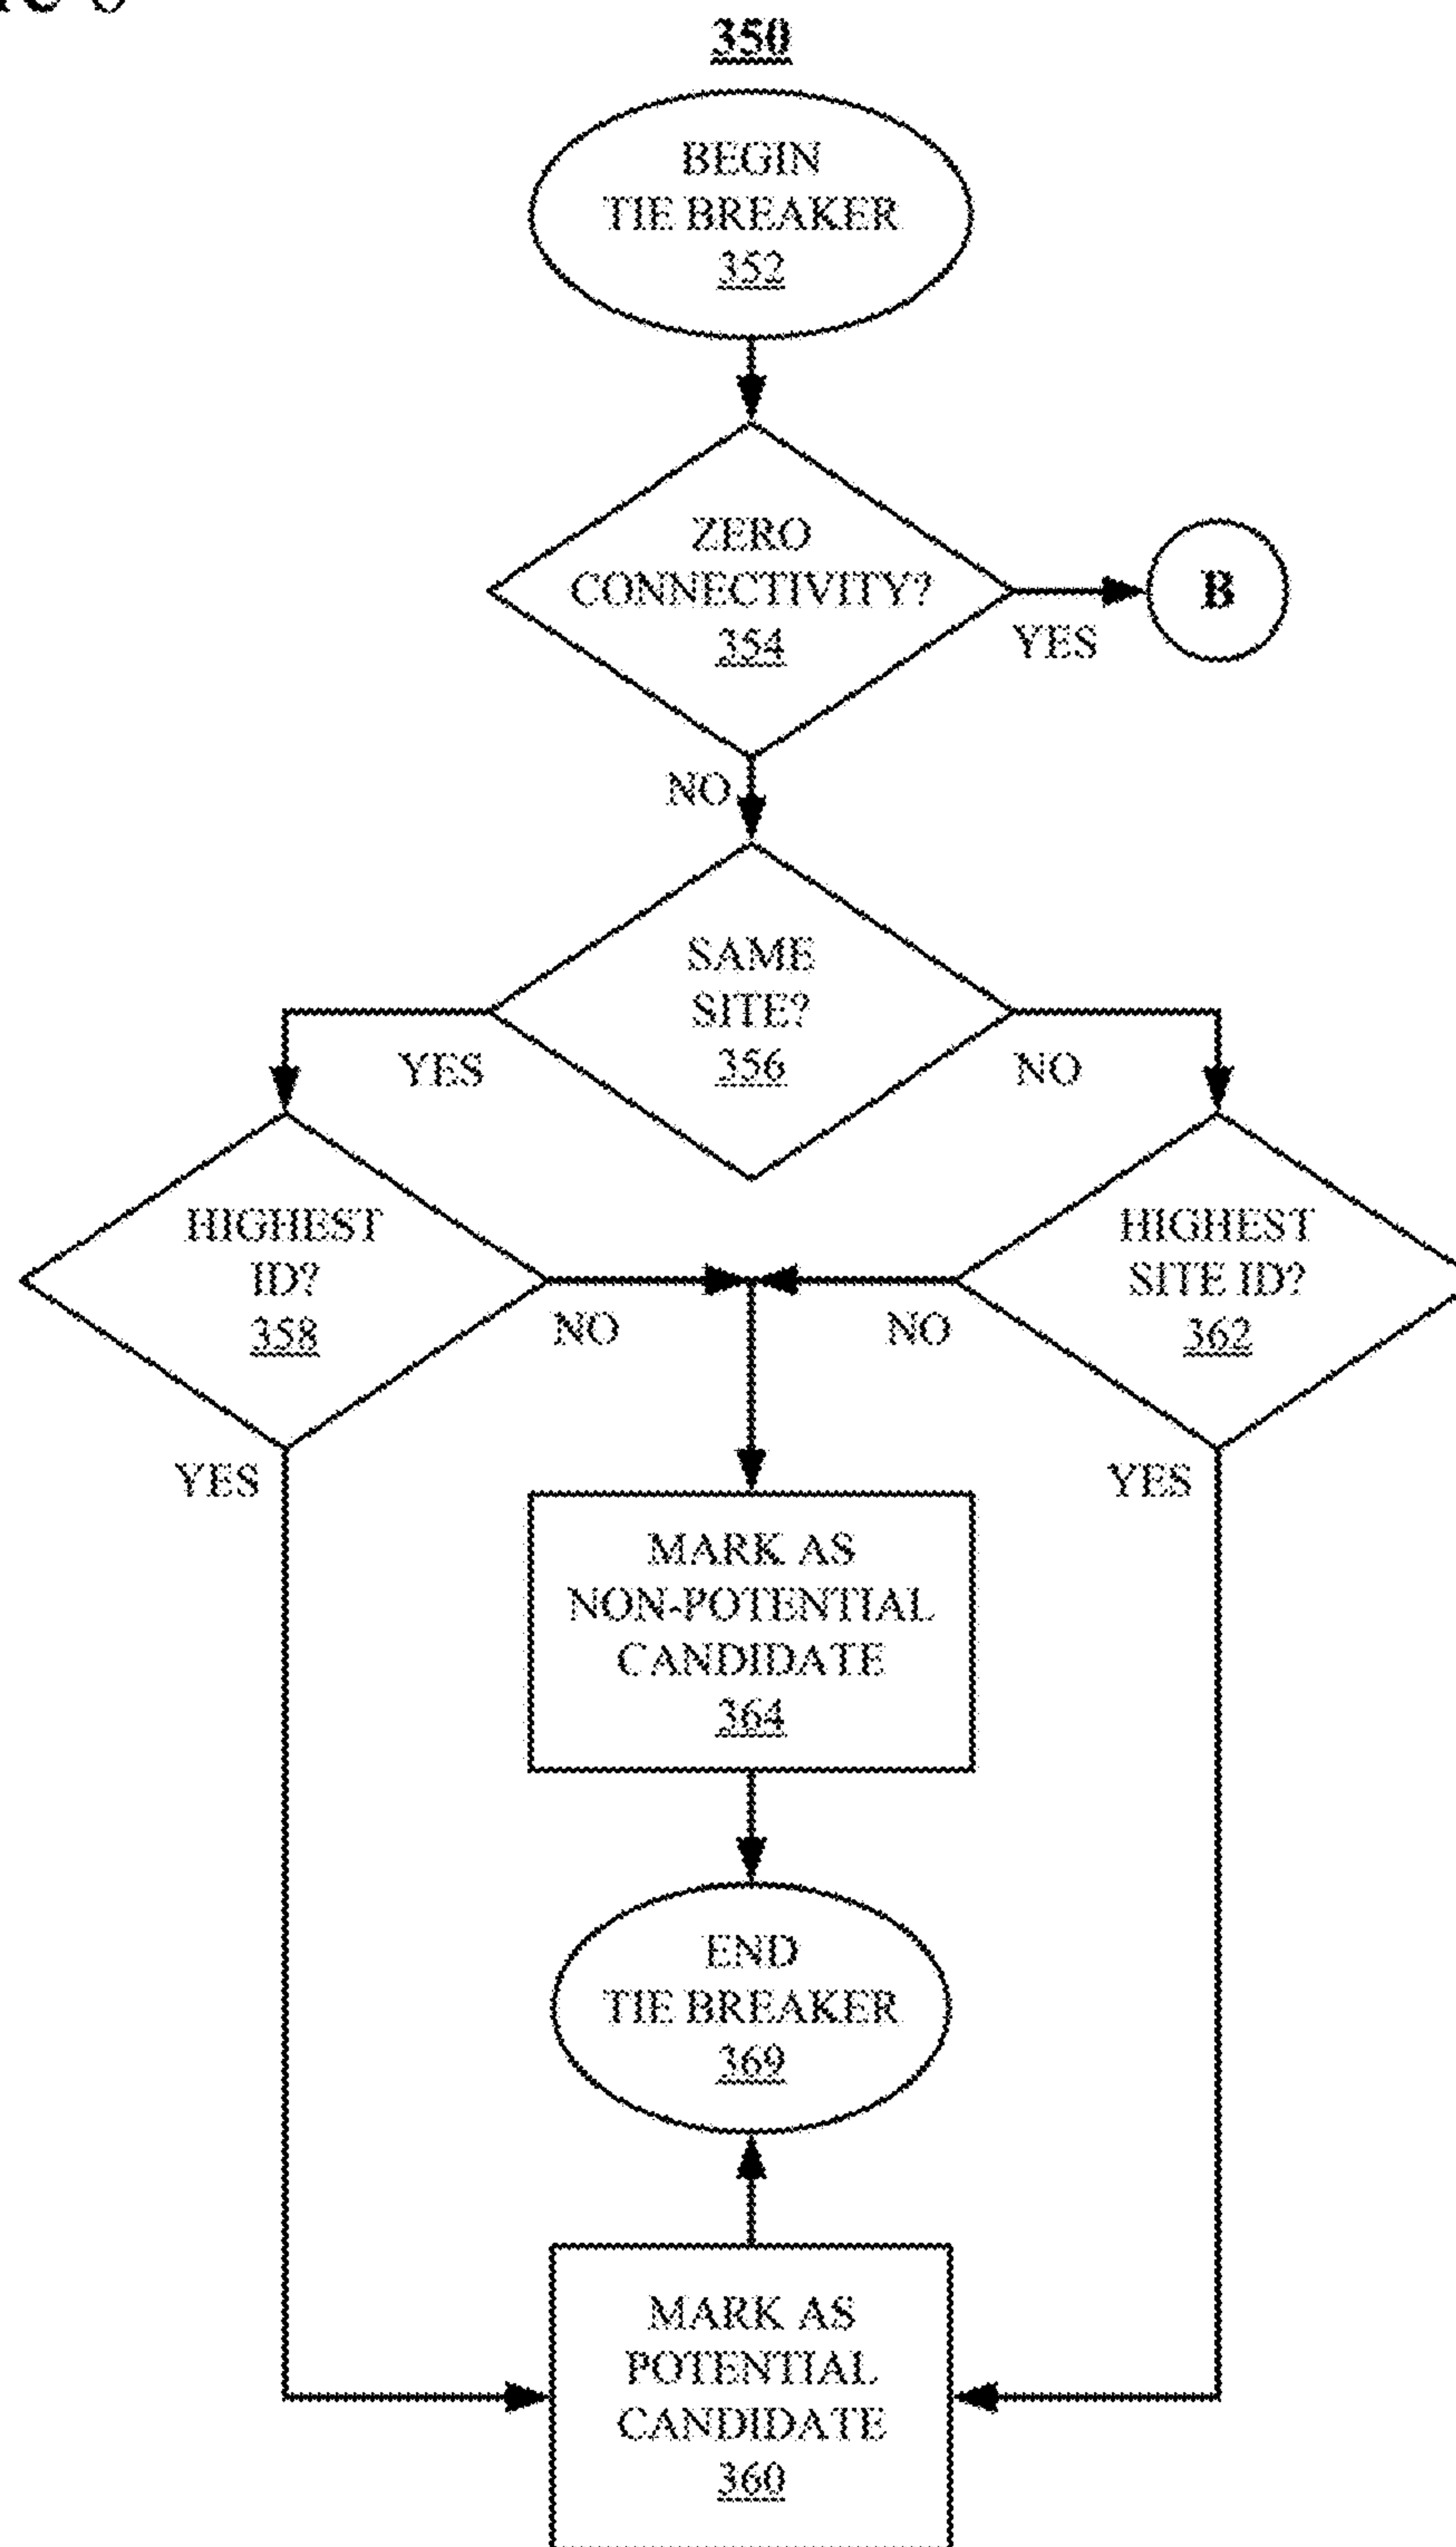 350
BEGIN
TIE BREAKER
352
ZERO
CONNECTIVITY?
354
B
YES
NO
SAME
SITE?
356
YES
NO
HIGHEST
ID?
358
HIGHEST
SITE ID?
362
NO
NO
YES
YES
MARK AS
NON-POTENTIAL
CANDIDATE
364
END
TIE BREAKER
369
MARK AS
POTENTIAL
CANDIDATE
360